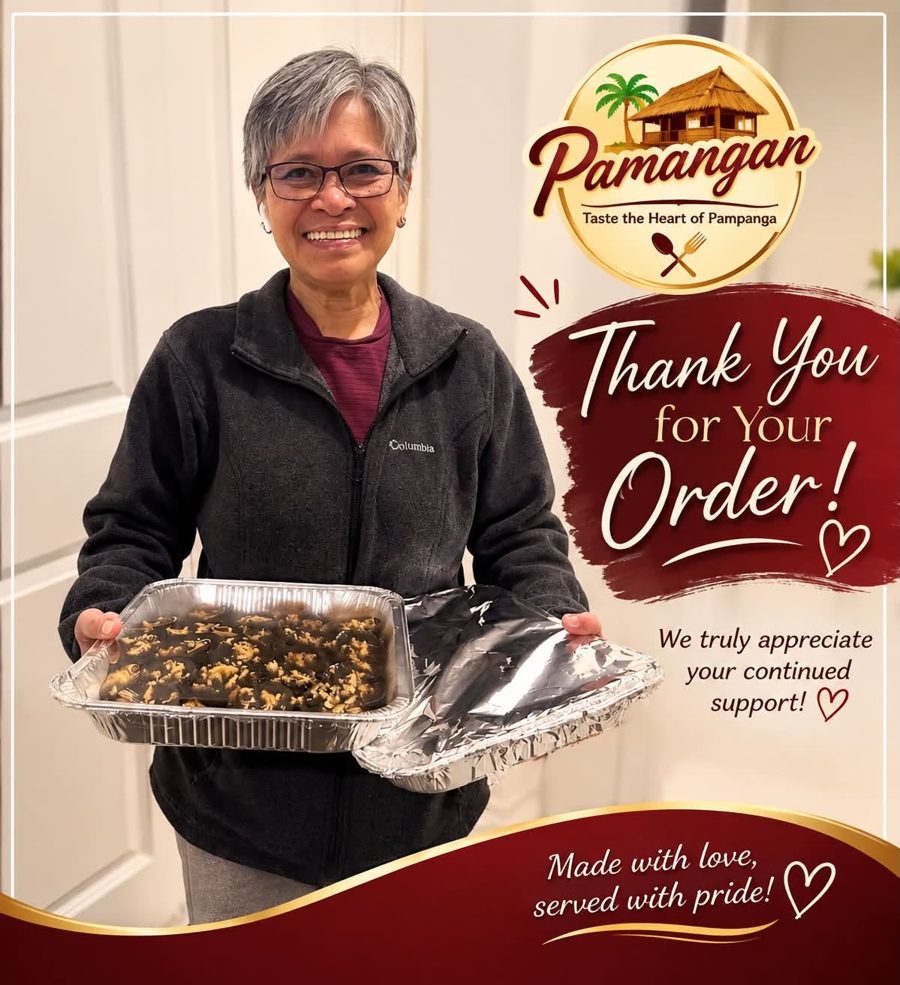 Pamangan
Taste the Heart of Pampanga
Thank You
for Your
Order!
We truly appreciate
your continued
support!
Columbia
Made with love,
served with pride!